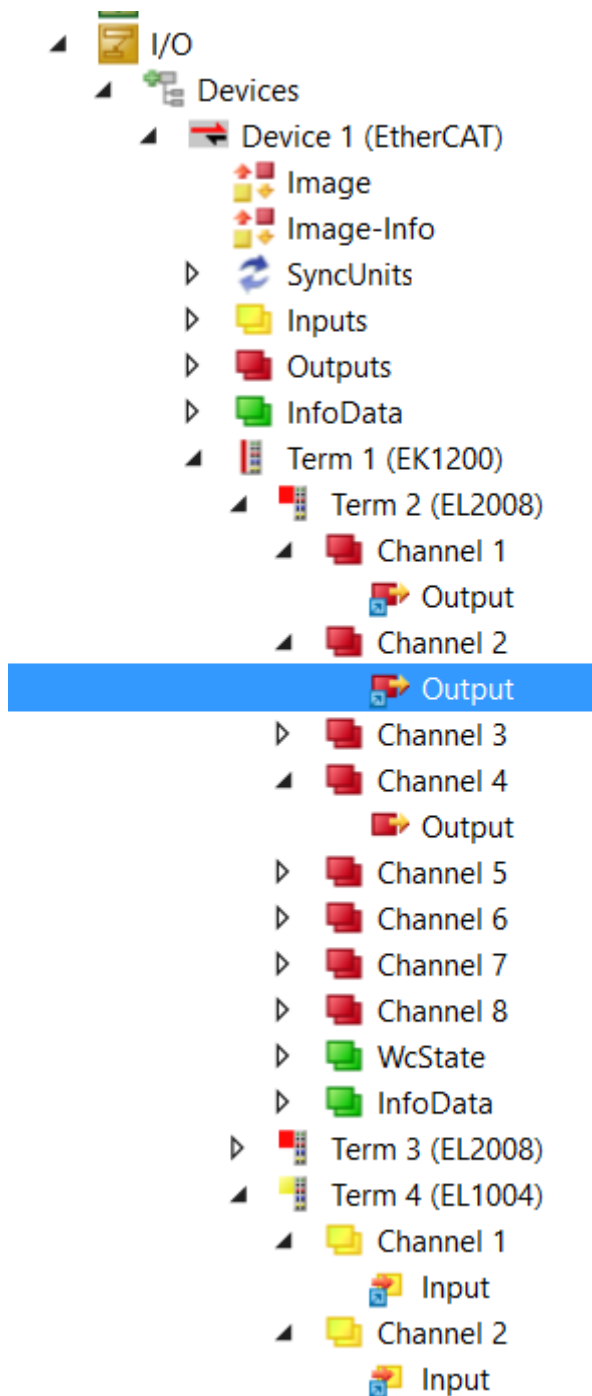 I/O
Devices
Device 1 (EtherCAT)
Image
Image-Info
SyncUnits
Inputs
Outputs
InfoData
Term 1 (EK1200)
Term 2 (EL2008)
Channel 1
Output
Channel 2
Output
Channel 3
Channel 4
Output
Channel 5
Channel 6
Channel 7
Channel 8
WcState
InfoData
Term 3 (EL2008)
Term 4 (EL1004)
Channel 1
Input
Channel 2
Input